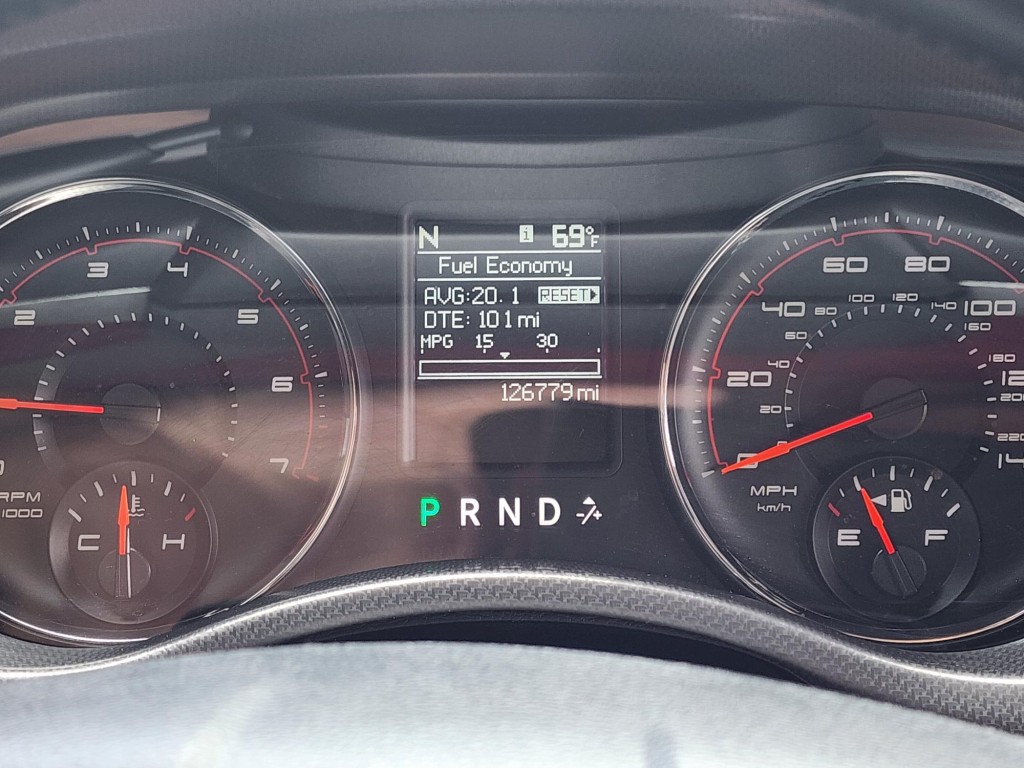 N i 69°F
Fuel Economy
AVG:20.1 RESET
DTE: 101 mi
MPG 15 30
126779 mi
P R N D -/+
2 3 4 5 6 7
RPM
1000
C H
0 20 40 60 80 100
20 40 60 80 100 120 140 160 180 200 220
MPH
km/h
E F